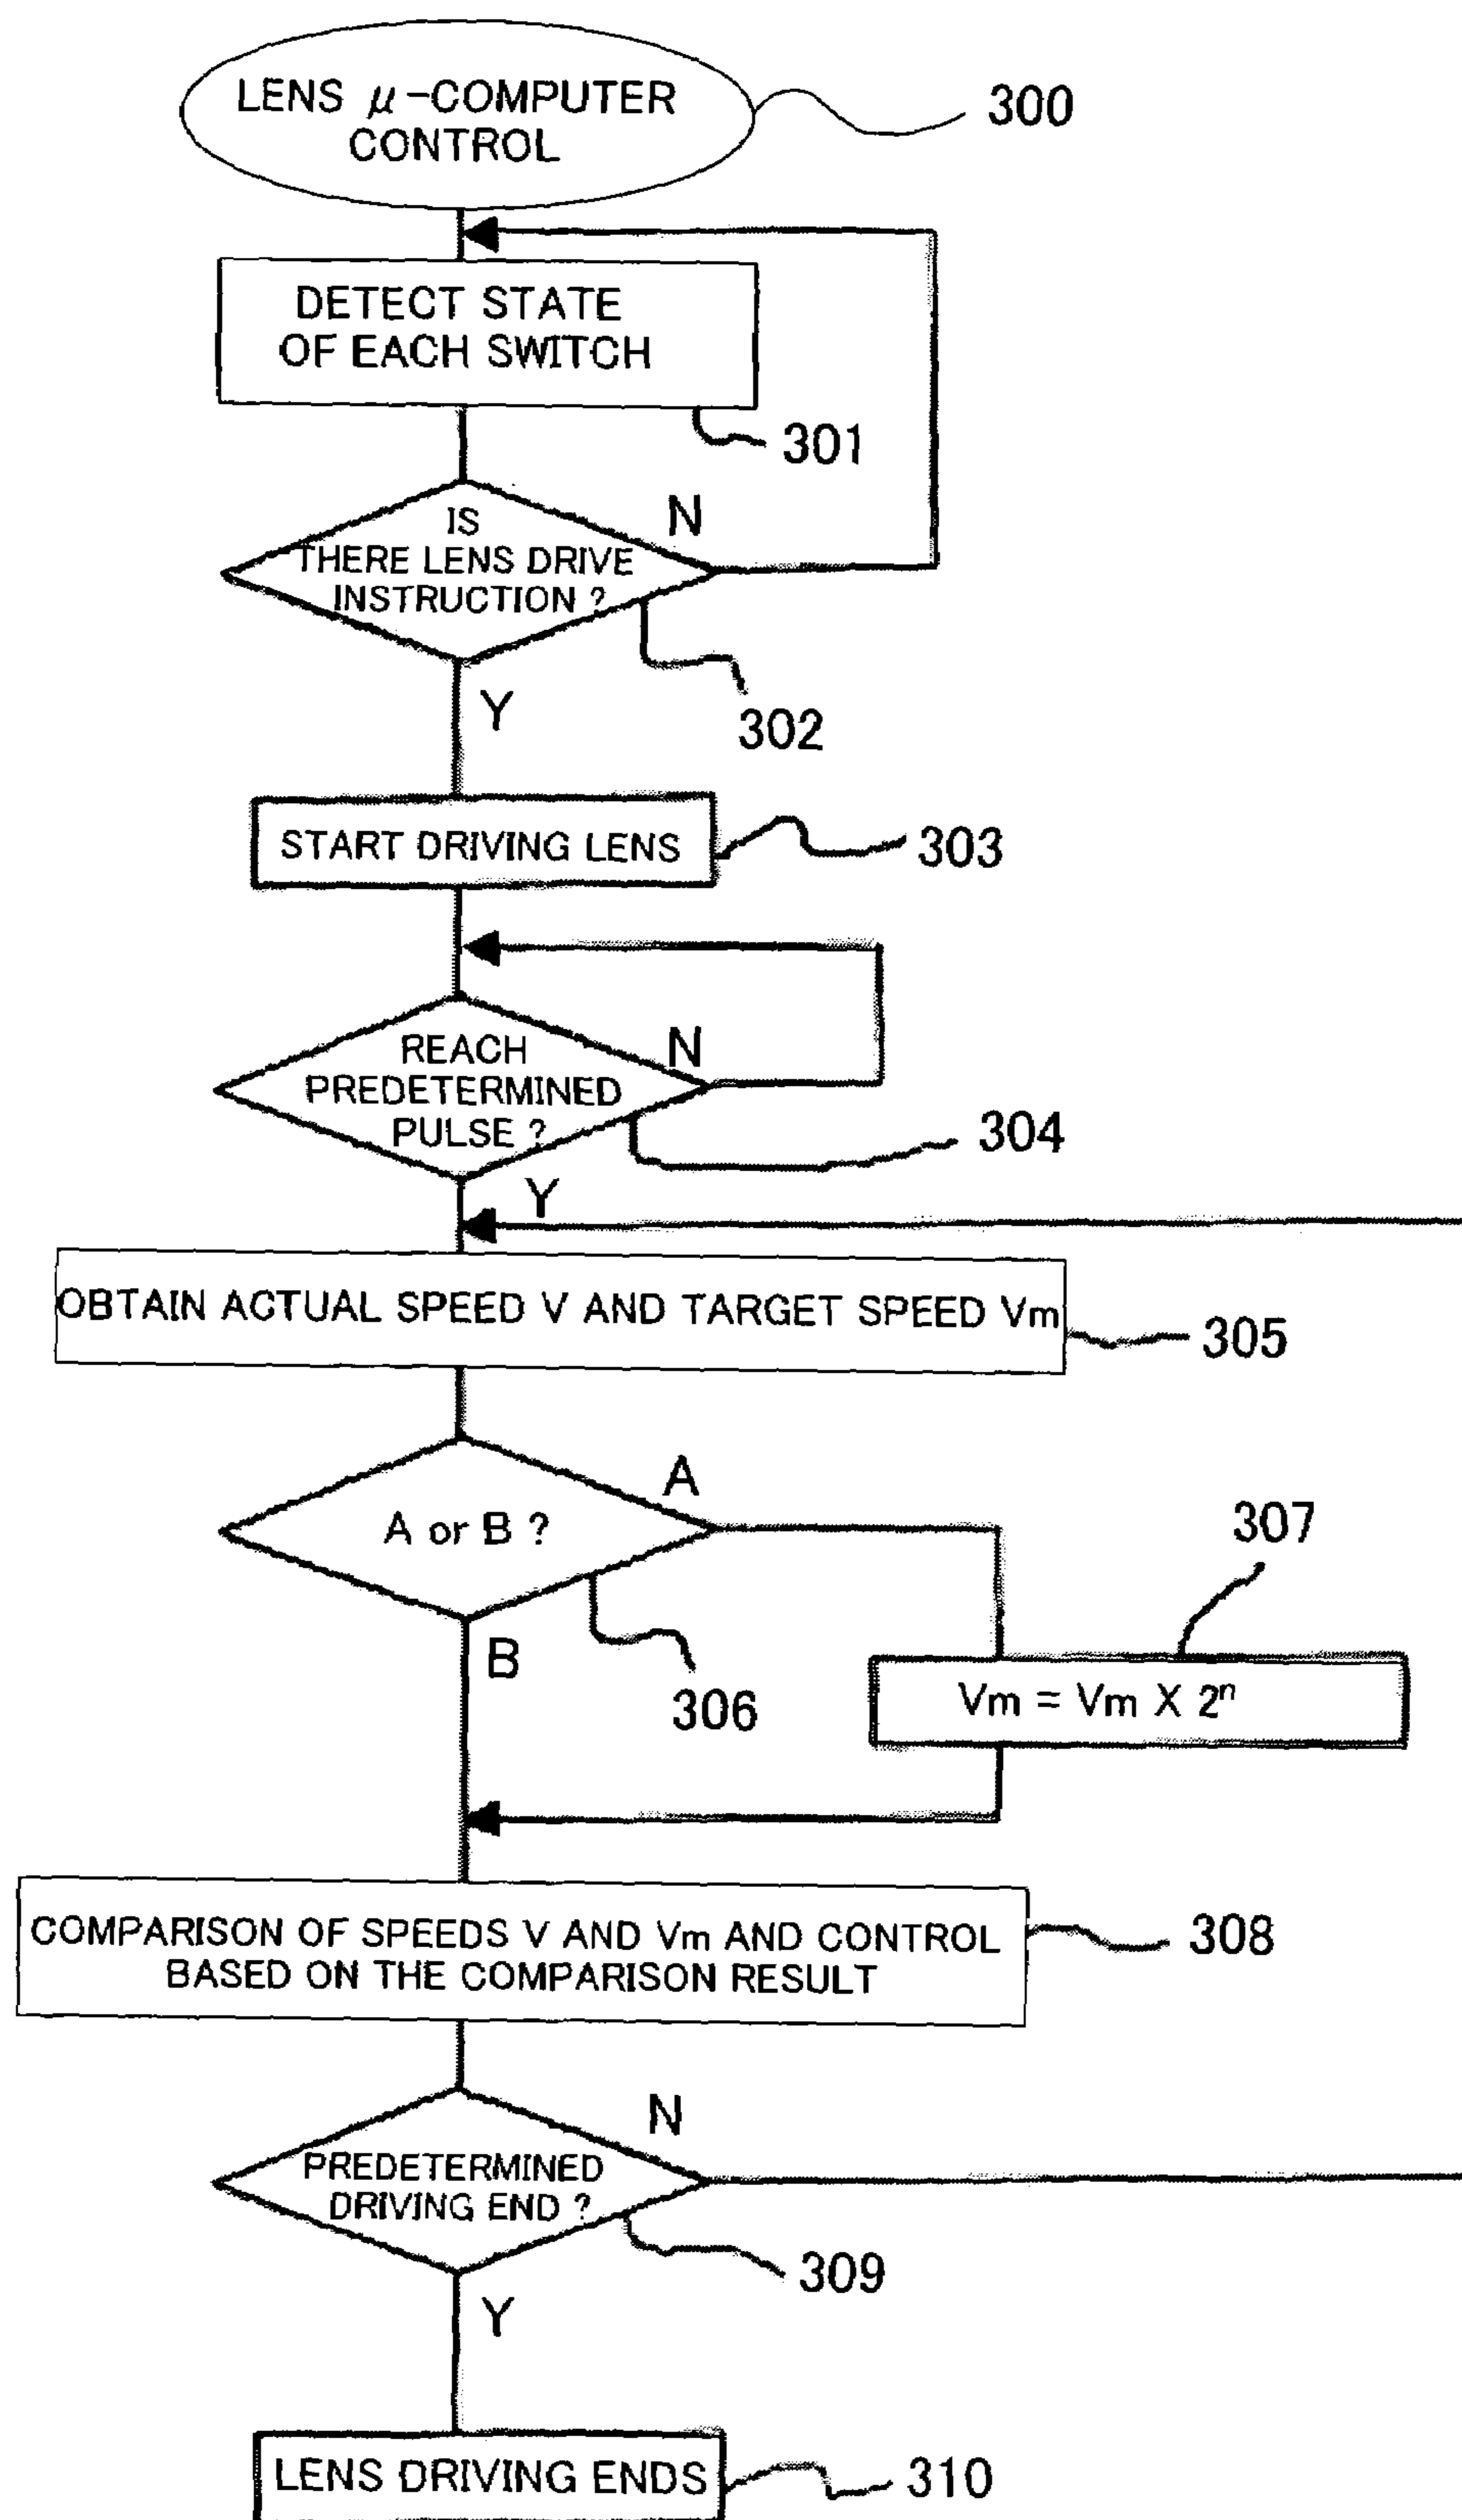 LENS μ-COMPUTER
CONTROL
300
DETECT STATE
OF EACH SWITCH
301
IS
THERE LENS DRIVE
INSTRUCTION ?
N
302
Y
START DRIVING LENS
303
REACH
PREDETERMINED
PULSE ?
N
304
Y
OBTAIN ACTUAL SPEED V AND TARGET SPEED Vm
305
A or B ?
A
B
306
307
Vm = Vm X 2ⁿ
COMPARISON OF SPEEDS V AND Vm AND CONTROL
BASED ON THE COMPARISON RESULT
308
PREDETERMINED
DRIVING END ?
N
309
Y
LENS DRIVING ENDS
310